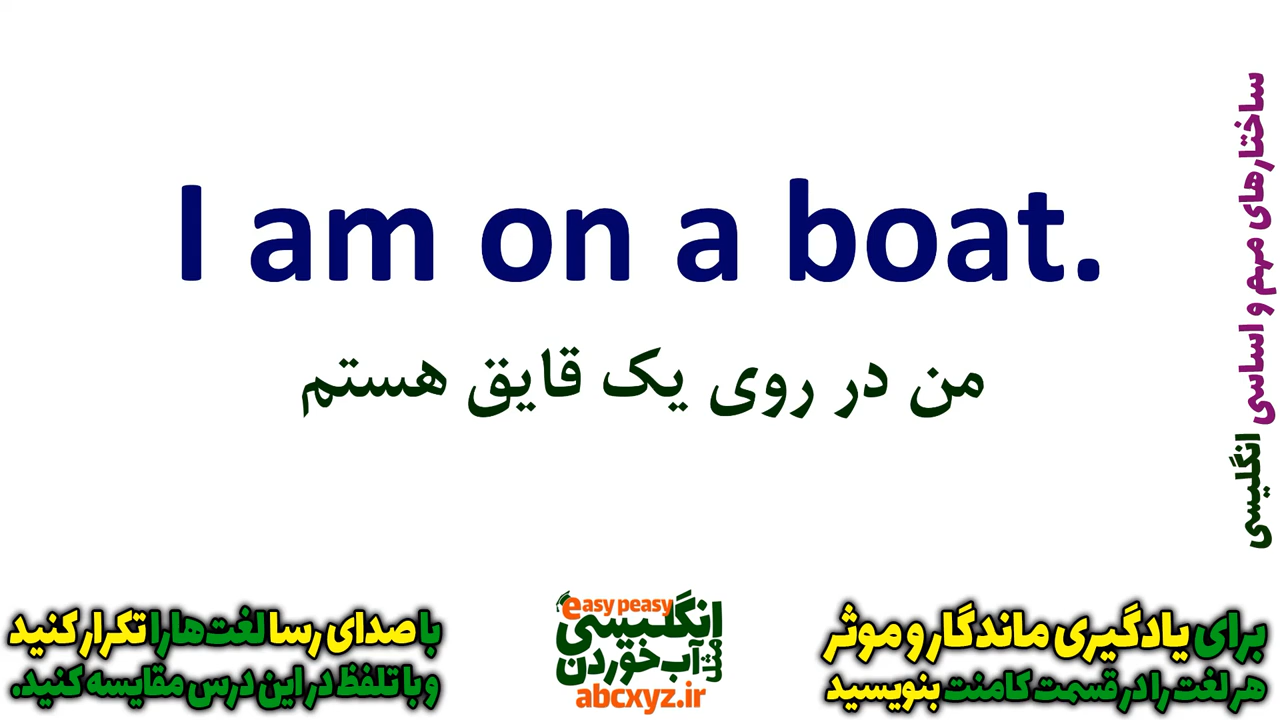 I am on a boat.
من در روی یک قایق هستم
ساختارهای مهم و اساسی انگلیسی
برای یادگیری ماندگار و موثر
هر لغت را در قسمت کامنت بنویسید
easy peasy
انگلیسی
مثل آب خوردن
abcxyz.ir
با صدای رسا لغت‌ها را تکرار کنید
و با تلفظ در این درس مقایسه کنید.